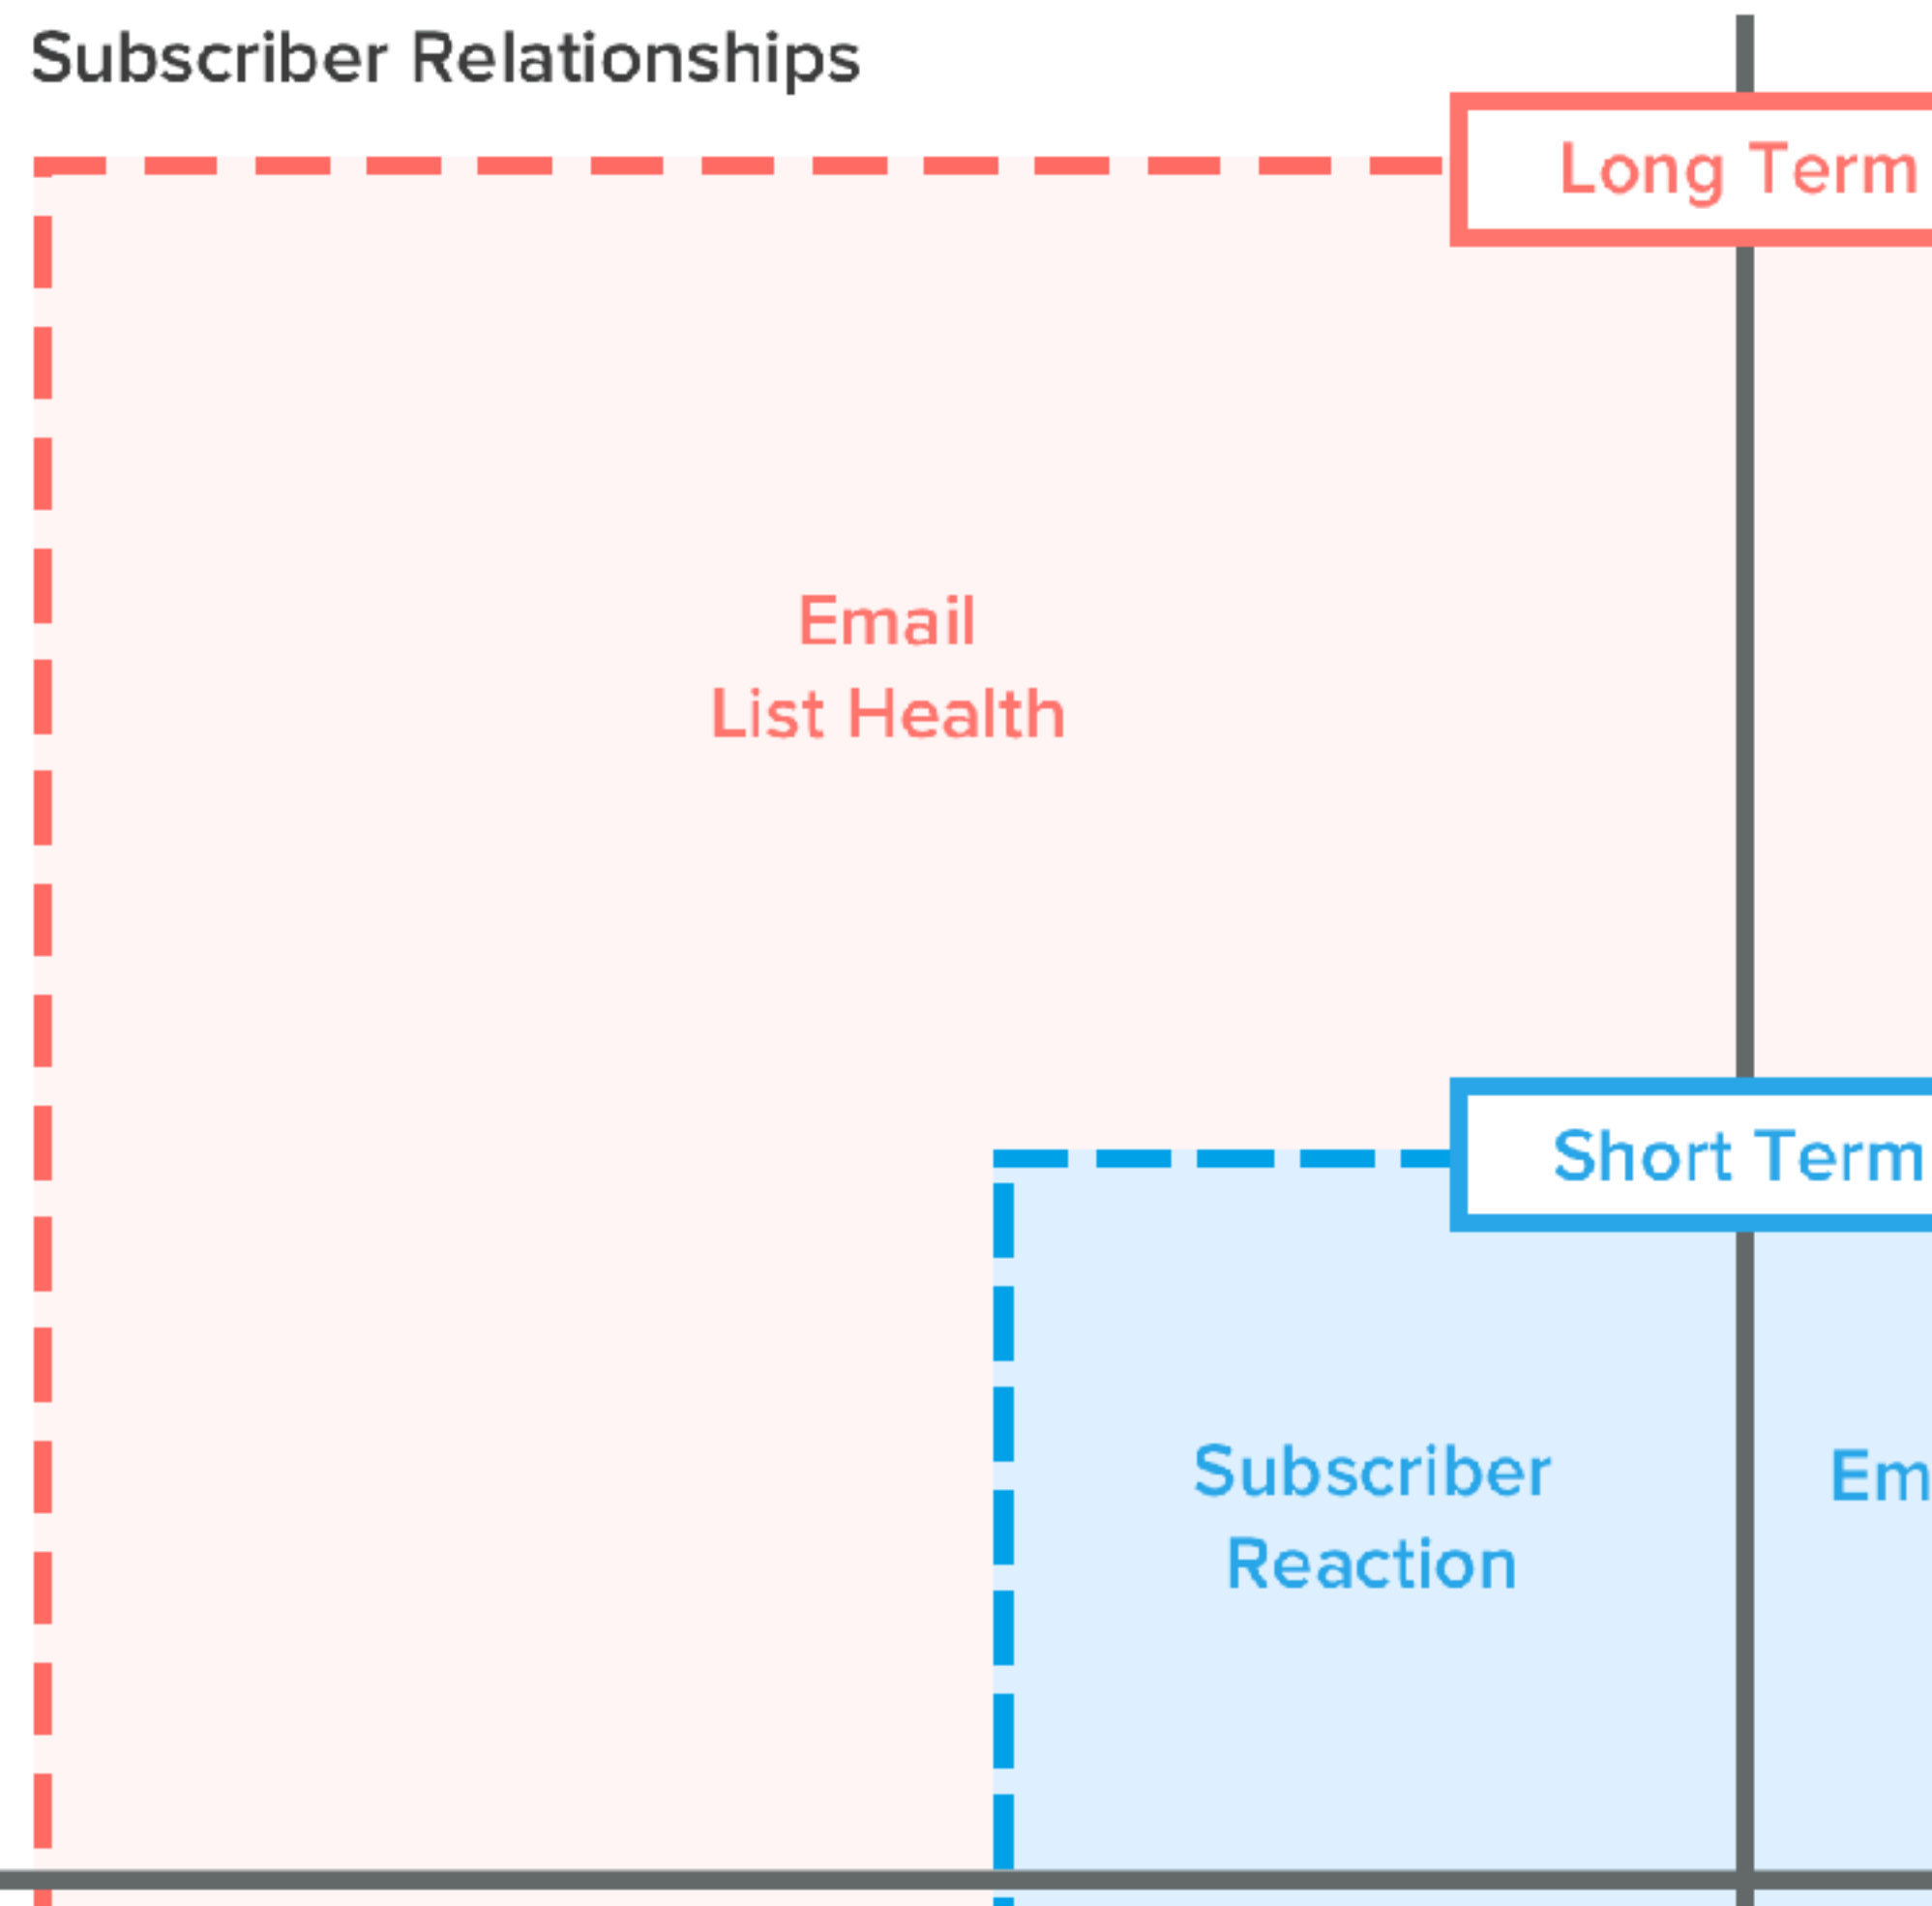 Subscriber Relationships
Long Term
Email
List Health
Short Term
Subscriber
Reaction